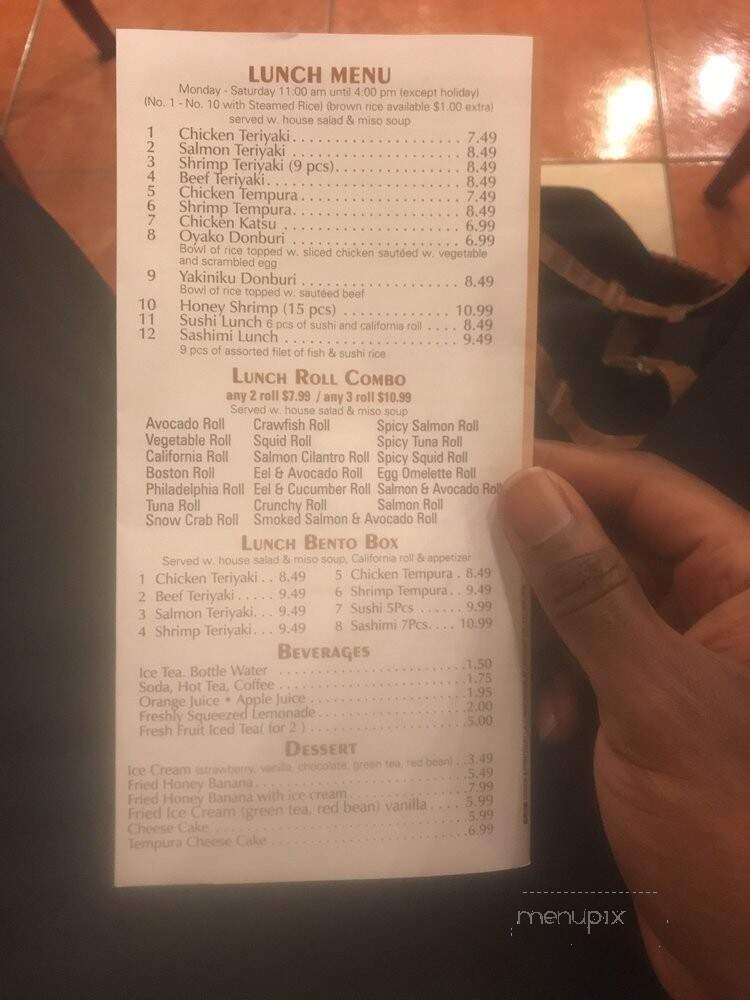 LUNCH MENU
Monday - Saturday 11:00 am until 4:00 pm (except holiday)
(No. 1 - No. 10 with Steamed Rice) (brown rice available $1.00 extra)
served w. house salad & miso soup
1 Chicken Teriyaki. . . . . . . . . . . . . . . . . . . . 7.49
2 Salmon Teriyaki . . . . . . . . . . . . . . . . . . . . 8.49
3 Shrimp Teriyaki (9 pcs). . . . . . . . . . . . . . . 8.49
4 Beef Teriyaki. . . . . . . . . . . . . . . . . . . . . . . 8.49
5 Chicken Tempura . . . . . . . . . . . . . . . . . . . 7.49
6 Shrimp Tempura. . . . . . . . . . . . . . . . . . . . 8.49
7 Chicken Katsu . . . . . . . . . . . . . . . . . . . . . 6.99
8 Oyako Donburi . . . . . . . . . . . . . . . . . . . . 6.99
Bowl of rice topped w. sliced chicken sautéed w. vegetable
and scrambled egg
9 Yakiniku Donburi . . . . . . . . . . . . . . . . . . . 8.49
Bowl of rice topped w. sautéed beef
10 Honey Shrimp (15 pcs) . . . . . . . . . . . . . 10.99
11 Sushi Lunch 6 pcs of sushi and california roll . . . . 8.49
12 Sashimi Lunch . . . . . . . . . . . . . . . . . . . . . 9.49
9 pcs of assorted filet of fish & sushi rice
LUNCH ROLL COMBO
any 2 roll $7.99 / any 3 roll $10.99
Served w. house salad & miso soup
Avocado Roll Crawfish Roll Spicy Salmon Roll
Vegetable Roll Squid Roll Spicy Tuna Roll
California Roll Salmon Cilantro Roll Spicy Squid Roll
Boston Roll Eel & Avocado Roll Egg Omelette Roll
Philadelphia Roll Eel & Cucumber Roll Salmon & Avocado Roll
Tuna Roll Crunchy Roll Salmon Roll
Snow Crab Roll Smoked Salmon & Avocado Roll
LUNCH BENTO BOX
Served w. house salad & miso soup, California roll & appetizer
1 Chicken Teriyaki . . 8.49 5 Chicken Tempura . 8.49
2 Beef Teriyaki . . . . . 9.49 6 Shrimp Tempura . . 9.49
3 Salmon Teriyaki. . . 9.49 7 Sushi 5Pcs . . . . . . 9.99
4 Shrimp Teriyaki. . . 9.49 8 Sashimi 7Pcs. . . . 10.99
BEVERAGES
Ice Tea. Bottle Water . . . . . . . . . . . . . . . . . . . . . .1.50
Soda, Hot Tea, Coffee . . . . . . . . . . . . . . . . . . . . . .1.75
Orange Juice • Apple Juice . . . . . . . . . . . . . . . . . .1.95
Freshly Squeezed Lemonade . . . . . . . . . . . . . . . . .2.00
Fresh Fruit Iced Tea( for 2 ) . . . . . . . . . . . . . . . . . .5.00
DESSERT
Ice Cream (strawberry, vanilla, chocolate, green tea, red bean) . .3.49
Fried Honey Banana . . . . . . . . . . . . . . . . . . . . . . .5.49
Fried Honey Banana with ice cream . . . . . . . . . . . .7.99
Fried Ice Cream (green tea, red bean) vanilla . . . . 5.99
Cheese Cake . . . . . . . . . . . . . . . . . . . . . . . . . . . .5.99
Tempura Cheese Cake . . . . . . . . . . . . . . . . . . . . .6.99
menupix